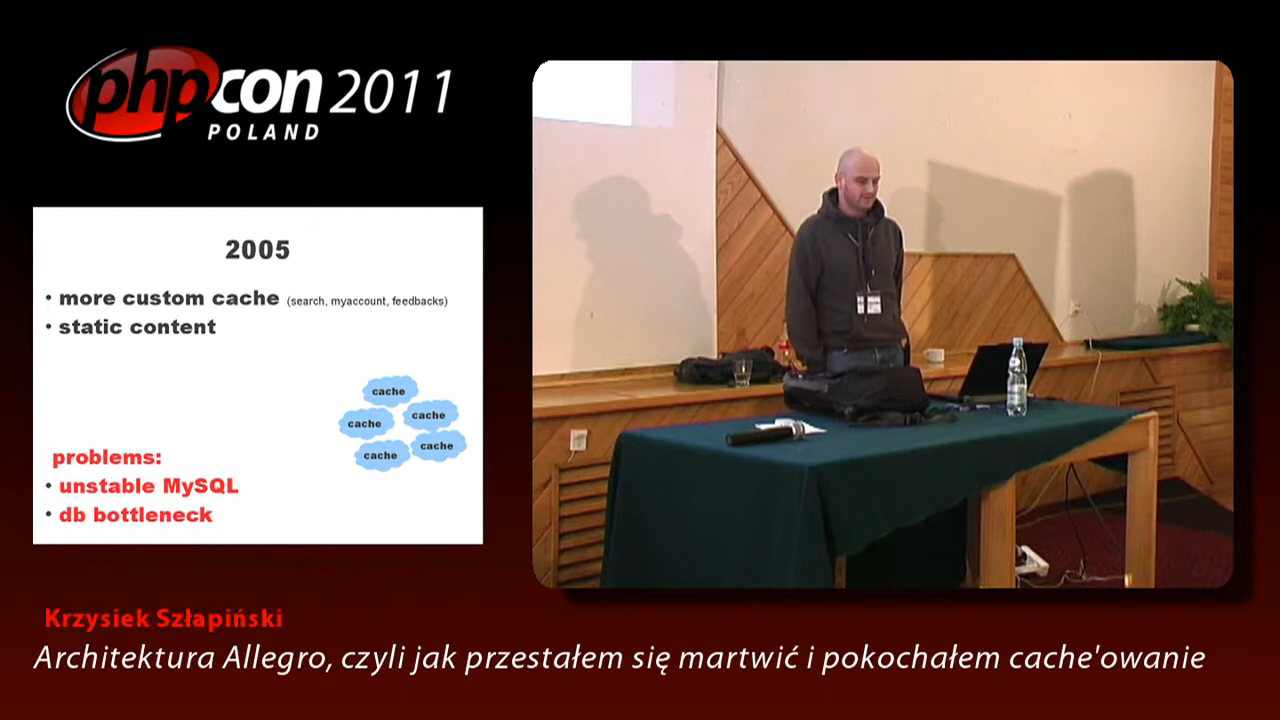 phpcon 2011
POLAND
2005
• more custom cache (search, myaccount, feedbacks)
• static content
cache
cache
cache
cache
cache
problems:
• unstable MySQL
• db bottleneck
Krzysiek Szłapiński
Architektura Allegro, czyli jak przestałem się martwić i pokochałem cache'owanie